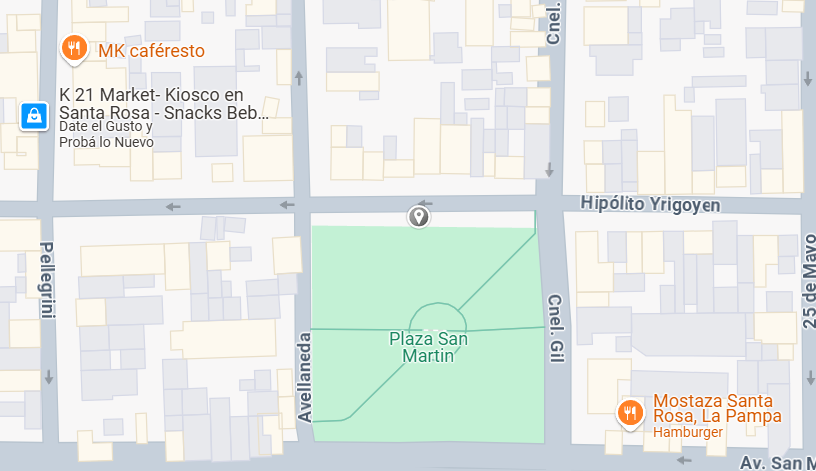 Cnel.
MK caféresto
K 21 Market- Kiosco en
Santa Rosa - Snacks Beb...
Date el Gusto y
Probá lo Nuevo
Hipólito Yrigoyen
Pellegrini
25 de Mayo
Cnel. Gil
Avellaneda
Plaza San
Martin
Mostaza Santa
Rosa, La Pampa
Hamburger
Av. San M